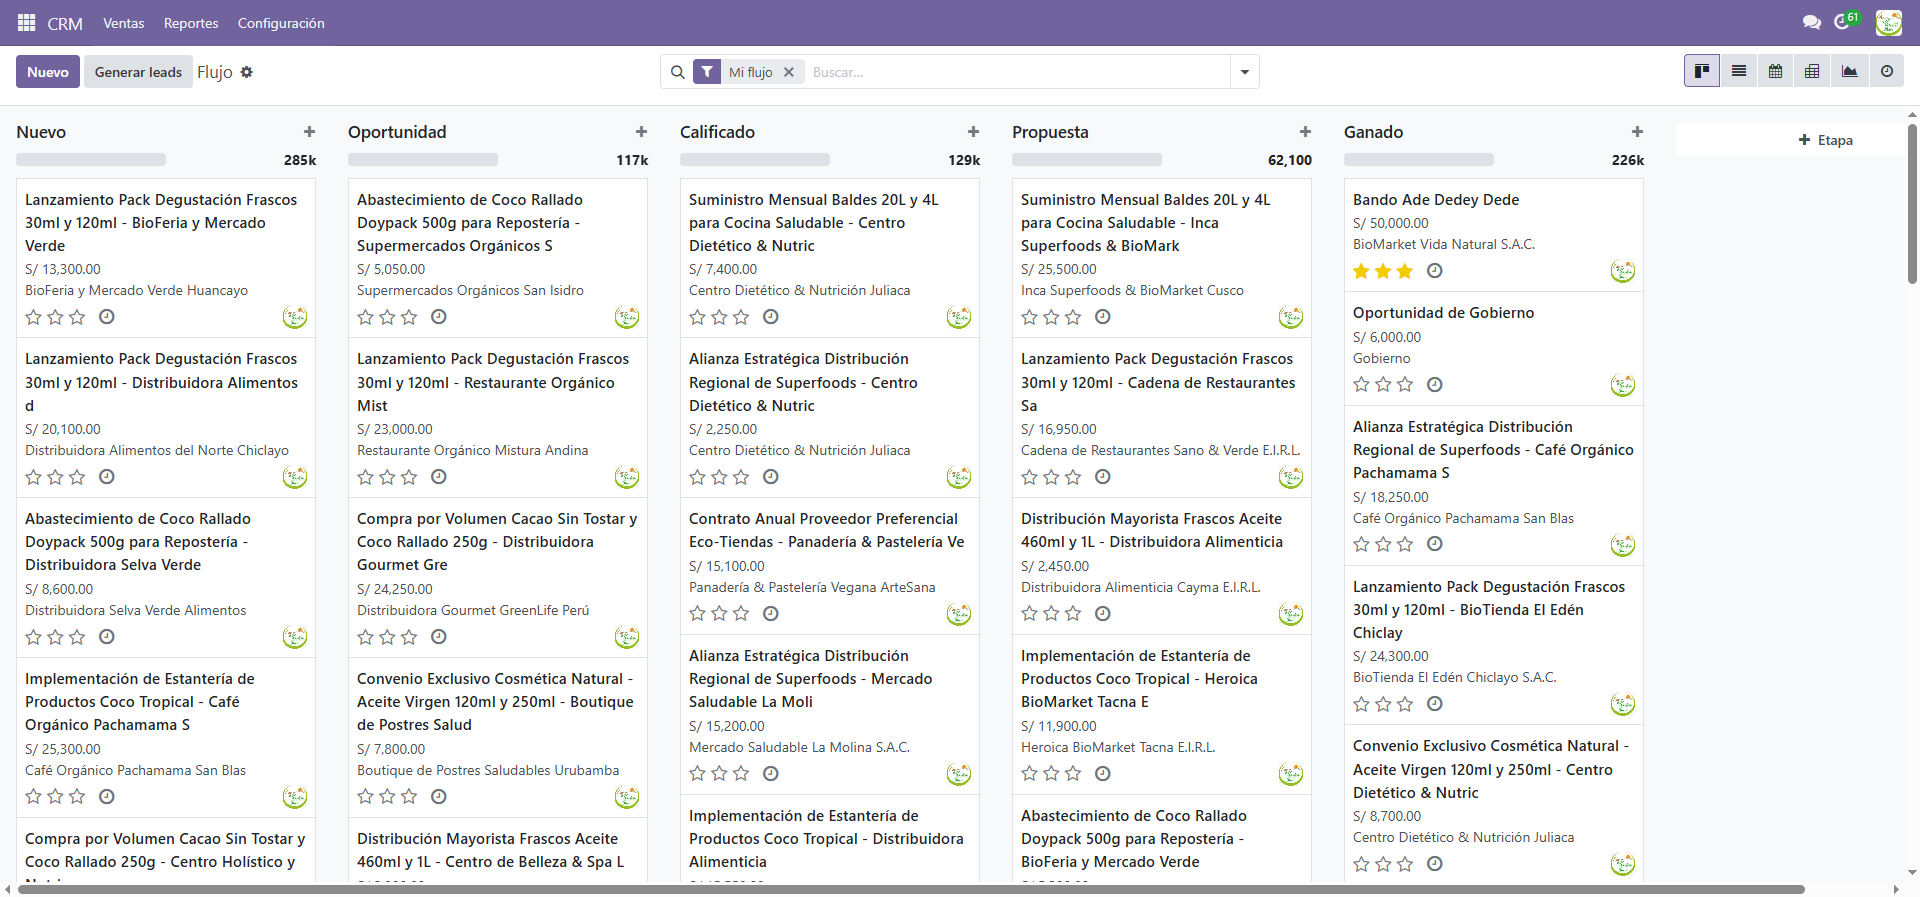 CRM Ventas Reportes Configuración 61
Nuevo Generar leads Flujo Mi flujo Buscar...
Nuevo
285k
Lanzamiento Pack Degustación Frascos
30ml y 120ml - BioFeria y Mercado
Verde
S/ 13,300.00
BioFeria y Mercado Verde Huancayo
Lanzamiento Pack Degustación Frascos
30ml y 120ml - Distribuidora Alimentos
d
S/ 20,100.00
Distribuidora Alimentos del Norte Chiclayo
Abastecimiento de Coco Rallado
Doypack 500g para Repostería -
Distribuidora Selva Verde
S/ 8,600.00
Distribuidora Selva Verde Alimentos
Implementación de Estantería de
Productos Coco Tropical - Café
Orgánico Pachamama S
S/ 25,300.00
Café Orgánico Pachamama San Blas
Compra por Volumen Cacao Sin Tostar y
Coco Rallado 250g - Centro Holístico y
Oportunidad
117k
Abastecimiento de Coco Rallado
Doypack 500g para Repostería -
Supermercados Orgánicos S
S/ 5,050.00
Supermercados Orgánicos San Isidro
Lanzamiento Pack Degustación Frascos
30ml y 120ml - Restaurante Orgánico
Mist
S/ 23,000.00
Restaurante Orgánico Mistura Andina
Compra por Volumen Cacao Sin Tostar y
Coco Rallado 250g - Distribuidora
Gourmet Gre
S/ 24,250.00
Distribuidora Gourmet GreenLife Perú
Convenio Exclusivo Cosmética Natural -
Aceite Virgen 120ml y 250ml - Boutique
de Postres Salud
S/ 7,800.00
Boutique de Postres Saludables Urubamba
Distribución Mayorista Frascos Aceite
460ml y 1L - Centro de Belleza & Spa L
Calificado
129k
Suministro Mensual Baldes 20L y 4L
para Cocina Saludable - Centro
Dietético & Nutric
S/ 7,400.00
Centro Dietético & Nutrición Juliaca
Alianza Estratégica Distribución
Regional de Superfoods - Centro
Dietético & Nutric
S/ 2,250.00
Centro Dietético & Nutrición Juliaca
Contrato Anual Proveedor Preferencial
Eco-Tiendas - Panadería & Pastelería Ve
S/ 15,100.00
Panadería & Pastelería Vegana ArteSana
Alianza Estratégica Distribución
Regional de Superfoods - Mercado
Saludable La Moli
S/ 15,200.00
Mercado Saludable La Molina S.A.C.
Implementación de Estantería de
Productos Coco Tropical - Distribuidora
Alimenticia
Propuesta
62,100
Suministro Mensual Baldes 20L y 4L
para Cocina Saludable - Inca
Superfoods & BioMark
S/ 25,500.00
Inca Superfoods & BioMarket Cusco
Lanzamiento Pack Degustación Frascos
30ml y 120ml - Cadena de Restaurantes
Sa
S/ 16,950.00
Cadena de Restaurantes Sano & Verde E.I.R.L.
Distribución Mayorista Frascos Aceite
460ml y 1L - Distribuidora Alimenticia
S/ 2,450.00
Distribuidora Alimenticia Cayma E.I.R.L.
Implementación de Estantería de
Productos Coco Tropical - Heroica
BioMarket Tacna E
S/ 11,900.00
Heroica BioMarket Tacna E.I.R.L.
Abastecimiento de Coco Rallado
Doypack 500g para Repostería -
BioFeria y Mercado Verde
Ganado
226k
Bando Ade Dedey Dede
S/ 50,000.00
BioMarket Vida Natural S.A.C.
Oportunidad de Gobierno
S/ 6,000.00
Gobierno
Alianza Estratégica Distribución
Regional de Superfoods - Café Orgánico
Pachamama S
S/ 18,250.00
Café Orgánico Pachamama San Blas
Lanzamiento Pack Degustación Frascos
30ml y 120ml - BioTienda El Edén
Chiclay
S/ 24,300.00
BioTienda El Edén Chiclayo S.A.C.
Convenio Exclusivo Cosmética Natural -
Aceite Virgen 120ml y 250ml - Centro
Dietético & Nutric
S/ 8,700.00
Centro Dietético & Nutrición Juliaca
Etapa